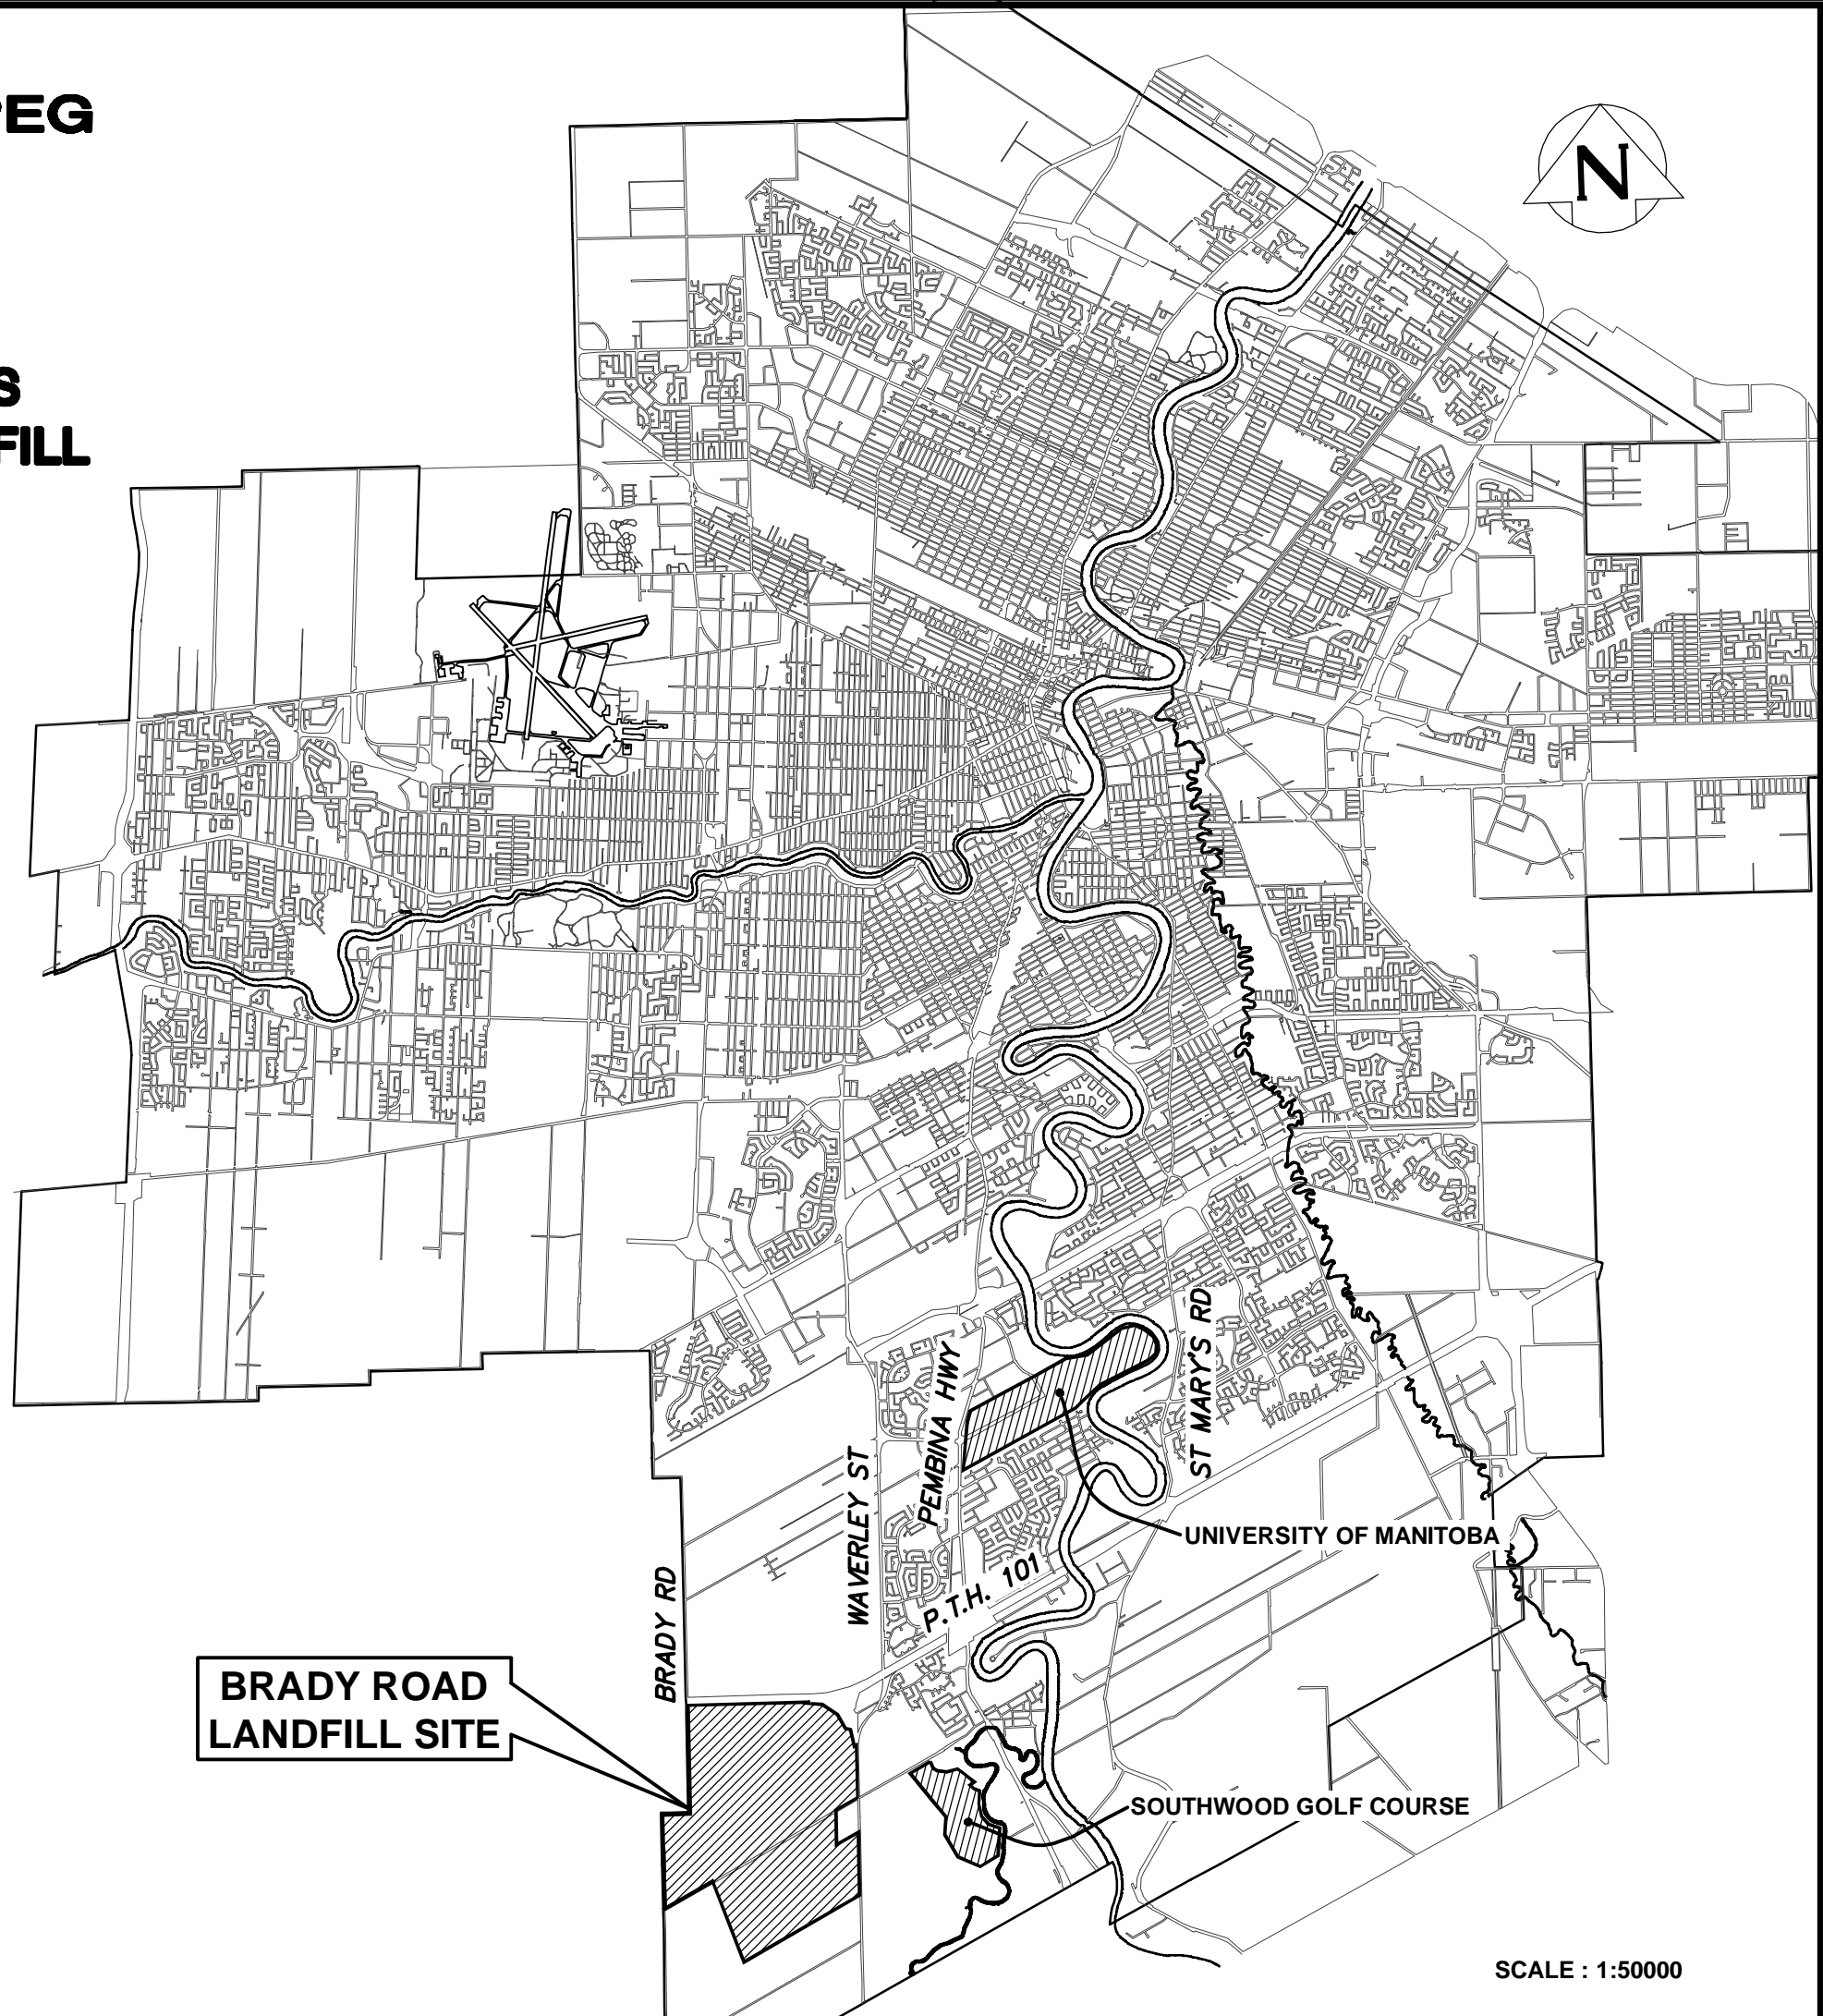 PEG
S
FILL
N
ST MARY'S RD
PEMBINA HWY
WAVERLEY ST
UNIVERSITY OF MANITOBA
P.T.H. 101
BRADY RD
BRADY ROAD
LANDFILL SITE
SOUTHWOOD GOLF COURSE
SCALE : 1:50000